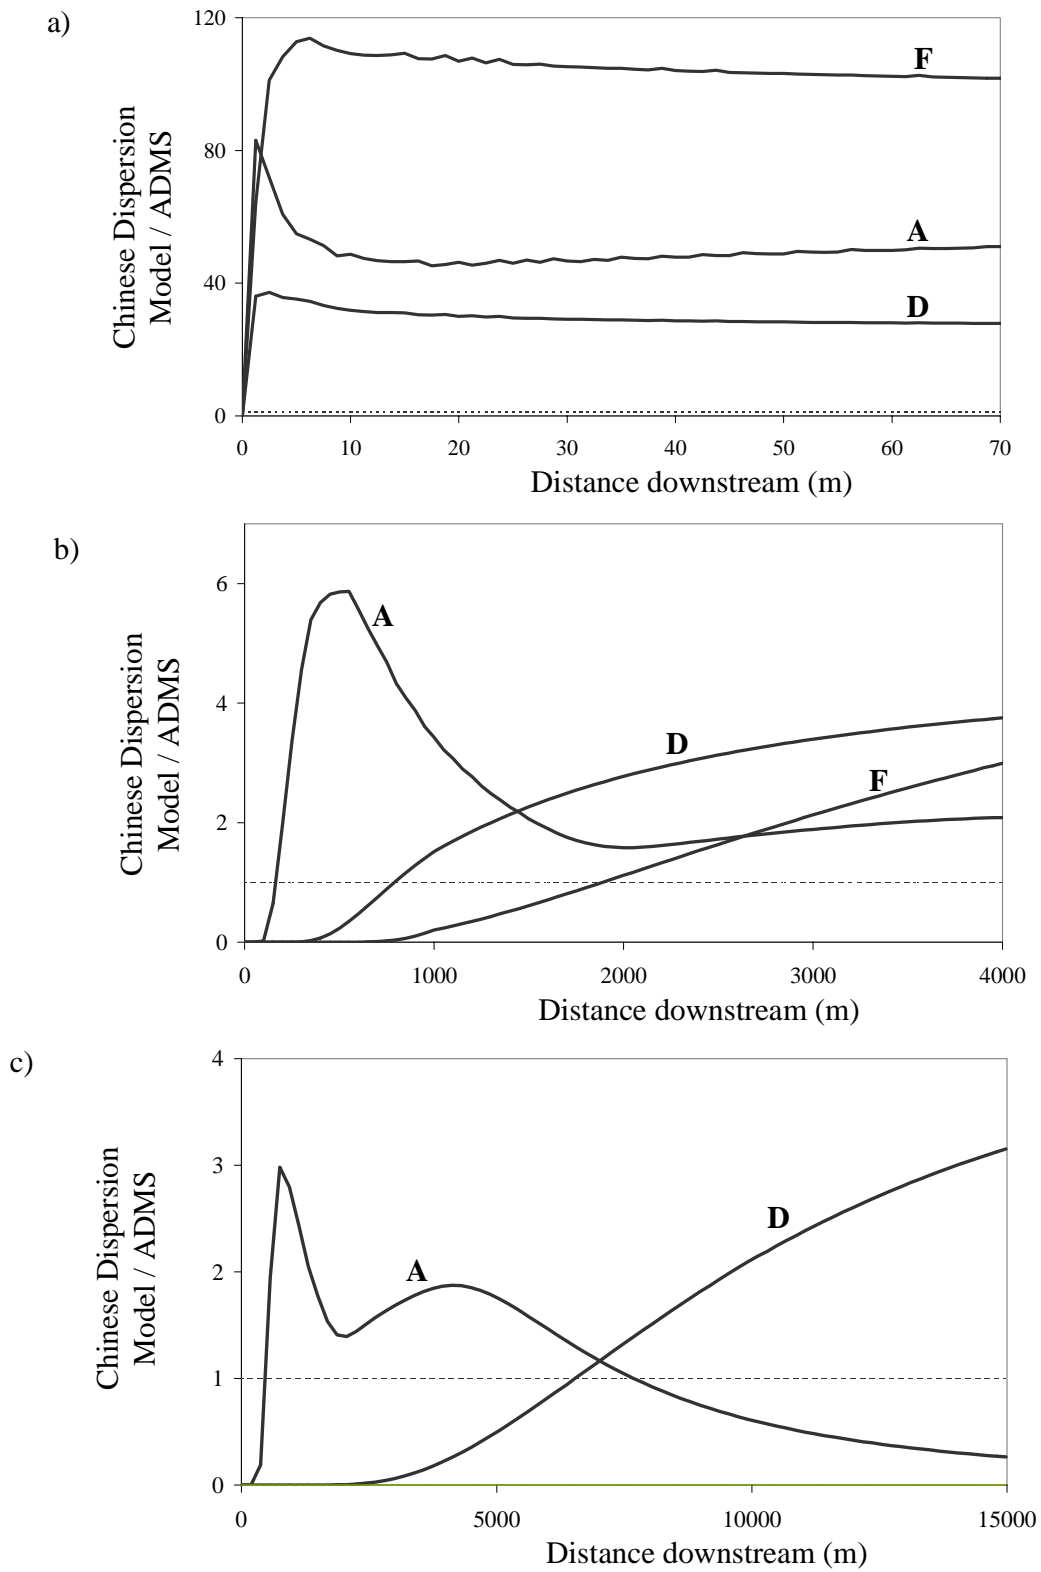 a)
120
80
40
0
Chinese Dispersion
Model / ADMS
F
A
D
0 10 20 30 40 50 60 70
Distance downstream (m)
b)
6
4
2
0
Chinese Dispersion
Model / ADMS
A
D
F
0 1000 2000 3000 4000
Distance downstream (m)
c)
4
3
2
1
0
Chinese Dispersion
Model / ADMS
A
D
0 5000 10000 15000
Distance downstream (m)